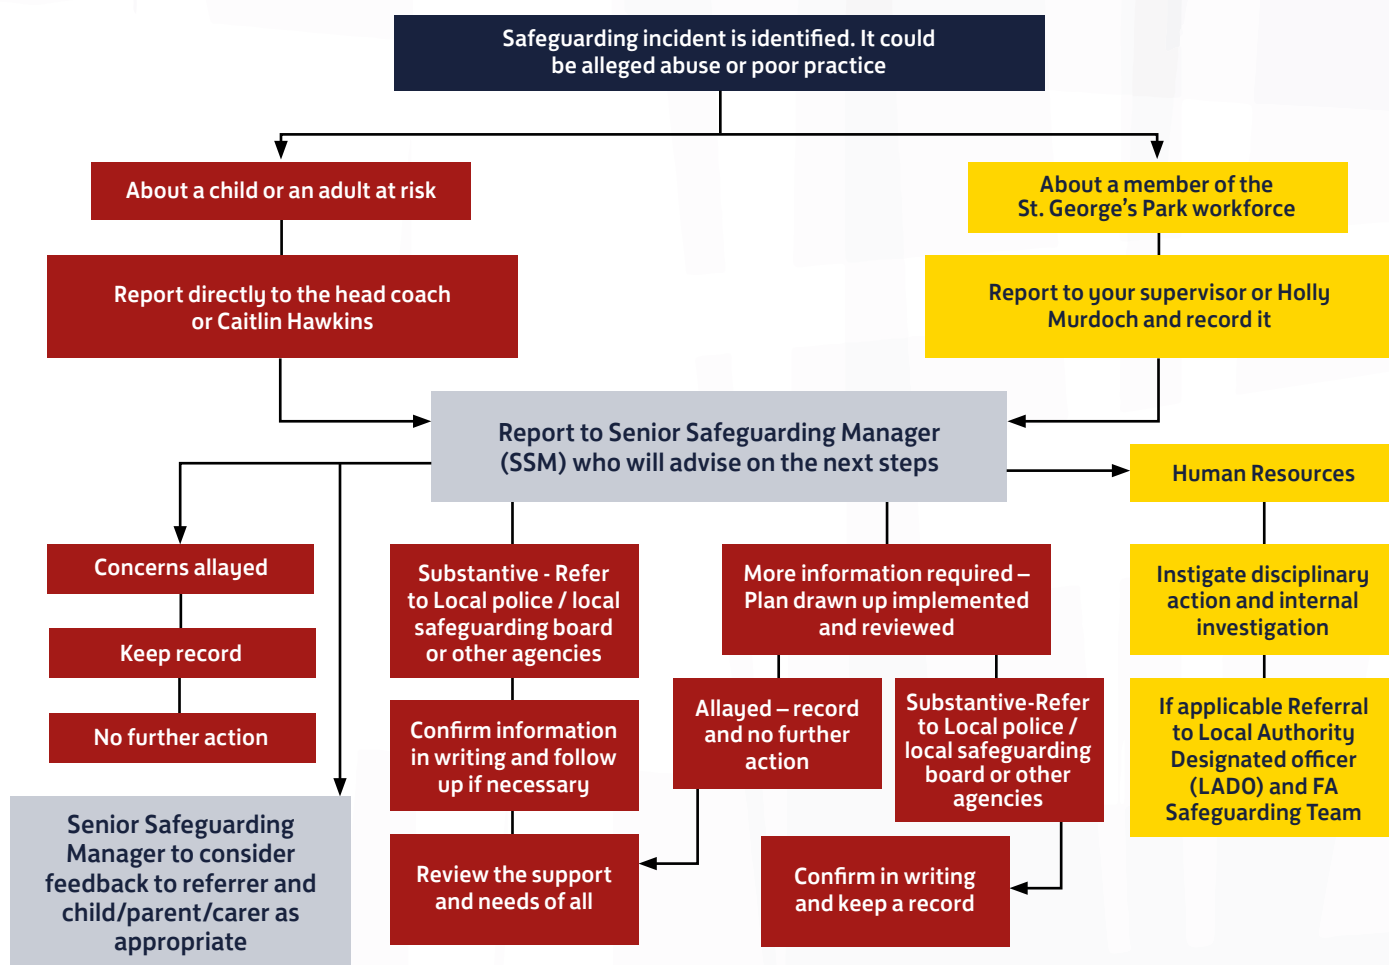 Safeguarding incident is identified. It could
be alleged abuse or poor practice
About a child or an adult at risk
About a member of the
St. George's Park workforce
Report directly to the head coach
or Caitlin Hawkins
Report to your supervisor or Holly
Murdoch and record it
Report to Senior Safeguarding Manager
(SSM) who will advise on the next steps
Human Resources
Concerns allayed
Keep record
No further action
Senior Safeguarding
Manager to consider
feedback to referrer and
child/parent/carer as
appropriate
Substantive - Refer
to Local police / local
safeguarding board
or other agencies
Confirm information
in writing and follow
up if necessary
Review the support
and needs of all
More information required –
Plan drawn up implemented
and reviewed
Allayed – record
and no further
action
Substantive-Refer
to Local police /
local safeguarding
board or other
agencies
Confirm in writing
and keep a record
Instigate disciplinary
action and internal
investigation
If applicable Referral
to Local Authority
Designated officer
(LADO) and FA
Safeguarding Team